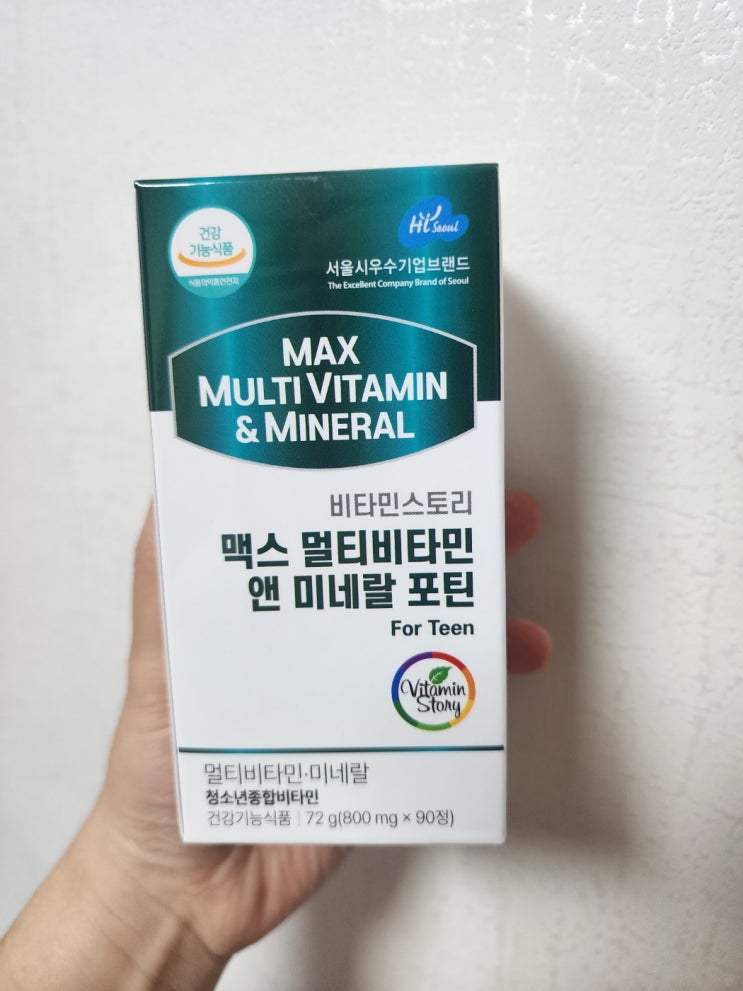 건강
기능식품
식품의약품안전처
Hi Seoul
서울시우수기업브랜드
The Excellent Company Brand of Seoul
MAX
MULTI VITAMIN
& MINERAL
비타민스토리
맥스 멀티비타민
앤 미네랄 포틴
For Teen
Vitamin
Story
멀티비타민·미네랄
청소년종합비타민
건강기능식품 | 72 g(800 mg × 90정)